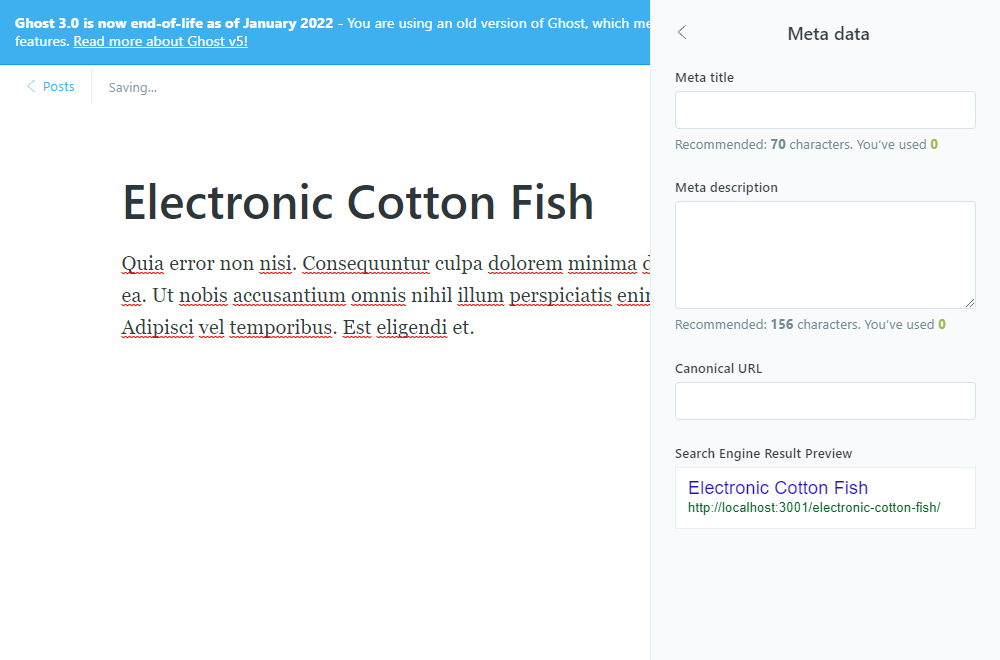 Ghost 3.0 is now end-of-life as of January 2022 - You are using an old version of Ghost, which me
features. Read more about Ghost v5!
Posts
Saving...
Electronic Cotton Fish
Quia error non nisi. Consequuntur culpa dolorem minima
ea. Ut nobis accusantium omnis nihil illum perspiciatis
Adipisci vel temporibus. Est eligendi et.
Meta data
Meta title
Recommended: 70 characters. You've used 0
Meta description
Recommended: 156 characters. You've used 0
Canonical URL
Search Engine Result Preview
Electronic Cotton Fish
http://localhost:3001/electronic-cotton-fish/